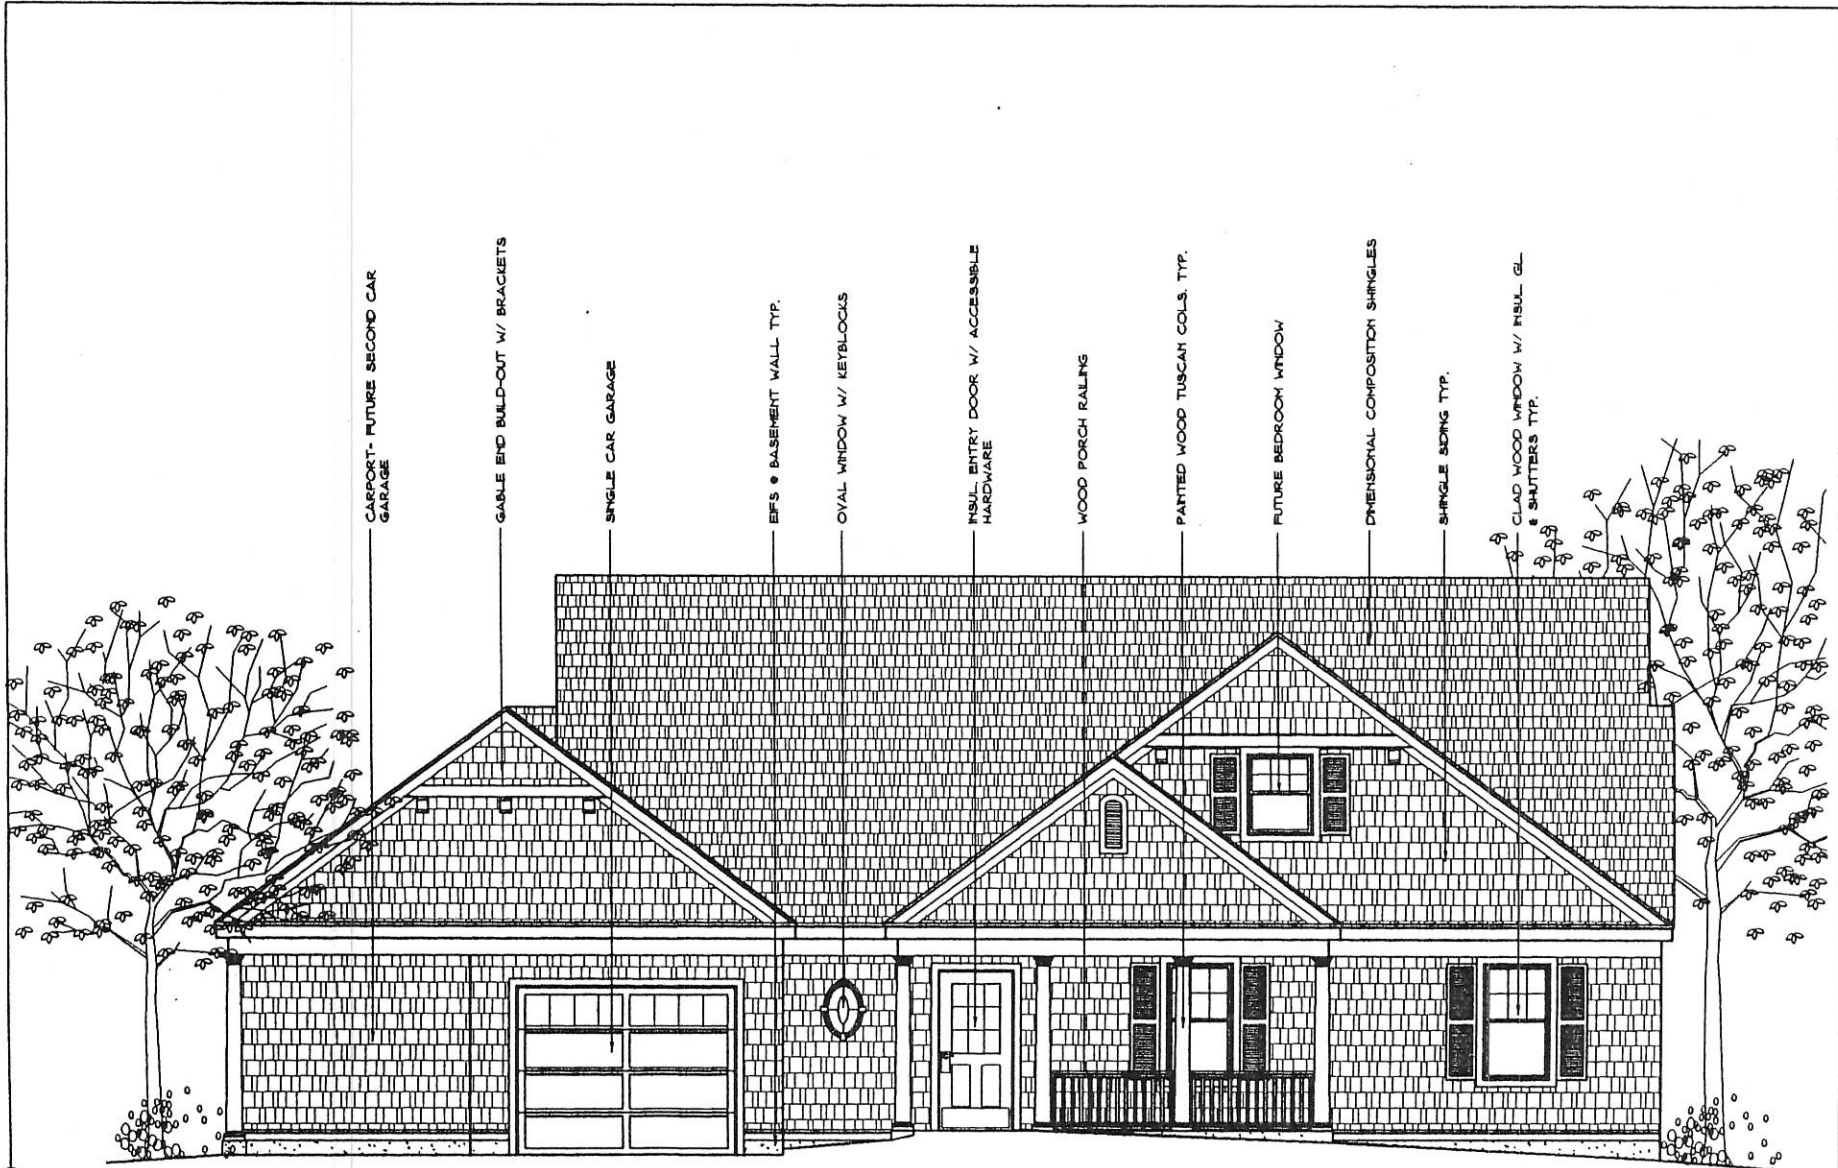 CARPORT- FUTURE SECOND CAR
GARAGE
GABLE END BUILD-OUT W/ BRACKETS
SINGLE CAR GARAGE
EIFS @ BASEMENT WALL TYP.
OVAL WINDOW W/ KEYBLOCKS
INSUL. ENTRY DOOR W/ ACCESSIBLE
HARDWARE
WOOD PORCH RAILING
PAINTED WOOD TUSCAN COLS. TYP.
FUTURE BEDROOM WINDOW
DIMENSIONAL COMPOSITION SHINGLES
SHINGLE SIDING TYP.
CLAD WOOD WINDOW W/ INSUL. GL.
& SHUTTERS TYP.